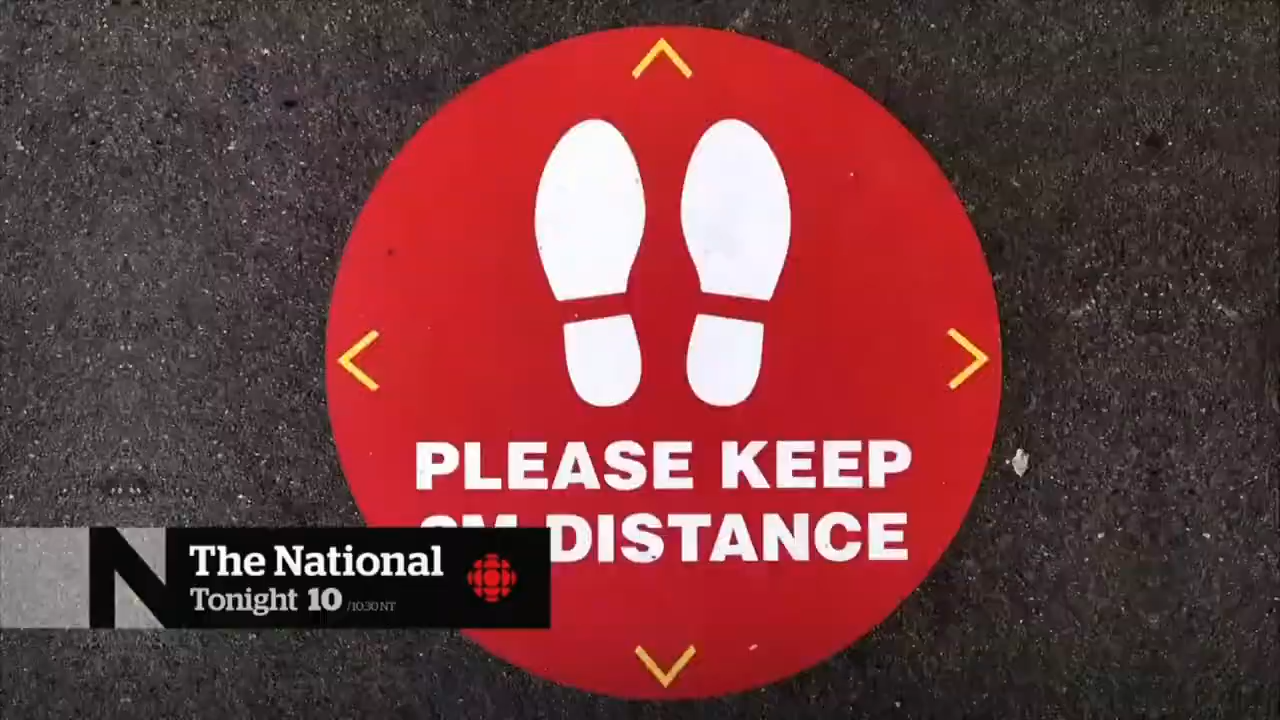 PLEASE KEEP
DISTANCE
N
The National
Tonight 10 /10:30 NT